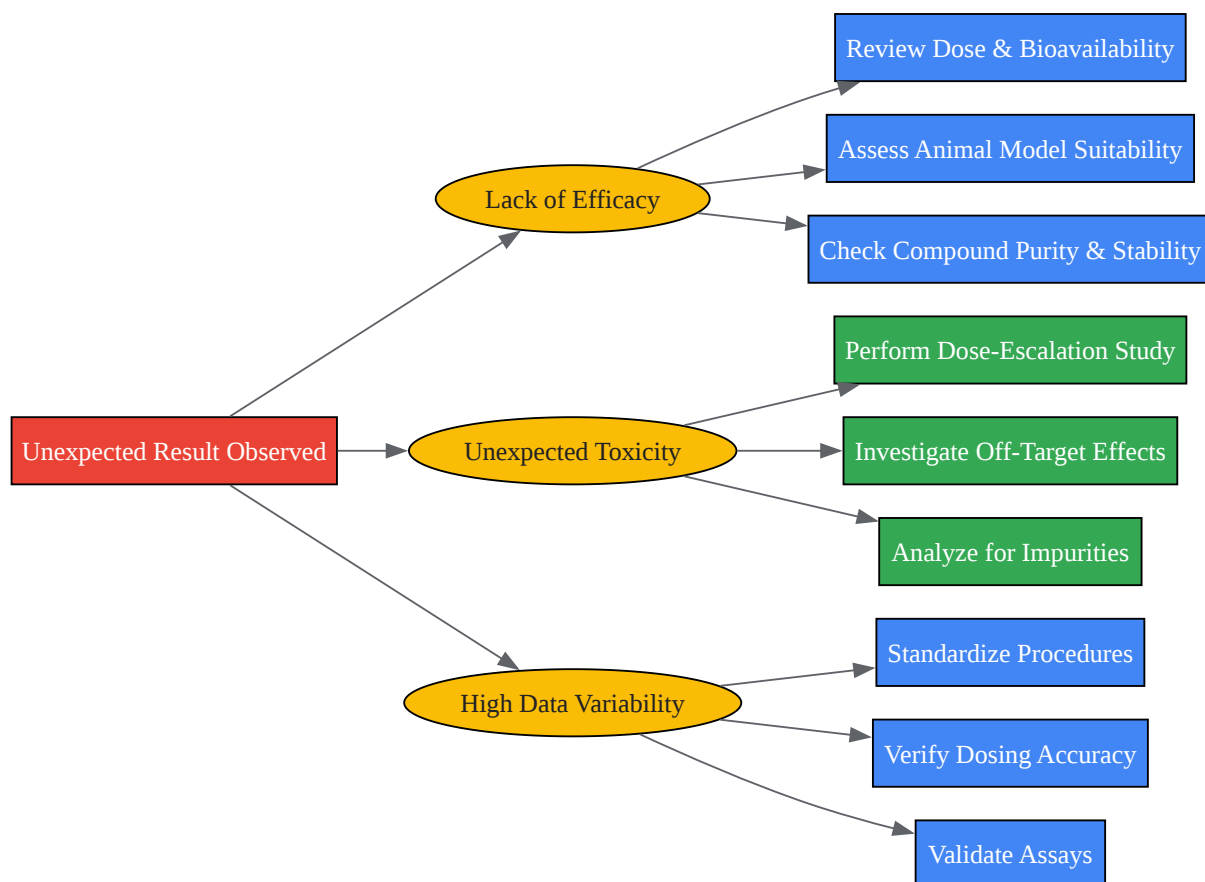 Review Dose & Bioavailability
Assess Animal Model Suitability
Lack of Efficacy
Check Compound Purity & Stability
Perform Dose-Escalation Study
Unexpected Result Observed
Unexpected Toxicity
Investigate Off-Target Effects
Analyze for Impurities
Standardize Procedures
High Data Variability
Verify Dosing Accuracy
Validate Assays